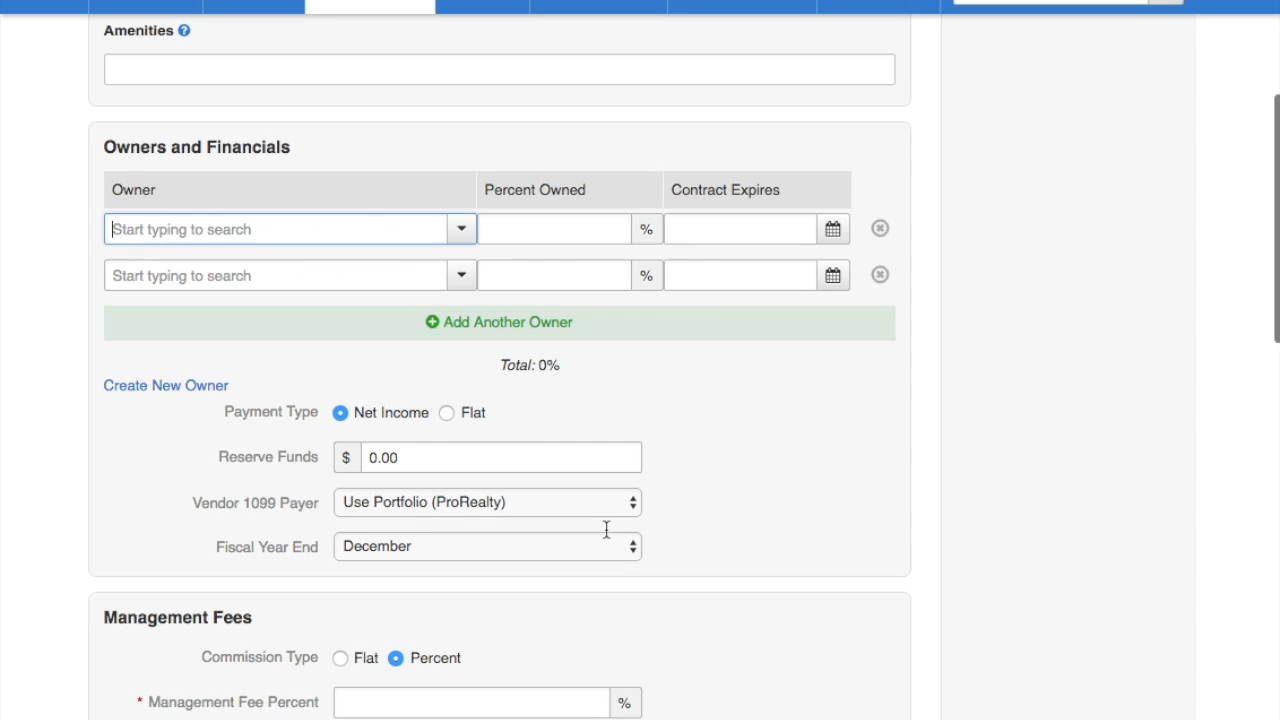 Amenities
Owners and Financials
Owner Percent Owned Contract Expires
Start typing to search %
Start typing to search %
Add Another Owner
Total: 0%
Create New Owner
Payment Type Net Income Flat
Reserve Funds $ 0.00
Vendor 1099 Payer Use Portfolio (ProRealty)
Fiscal Year End December
Management Fees
Commission Type Flat Percent
* Management Fee Percent %